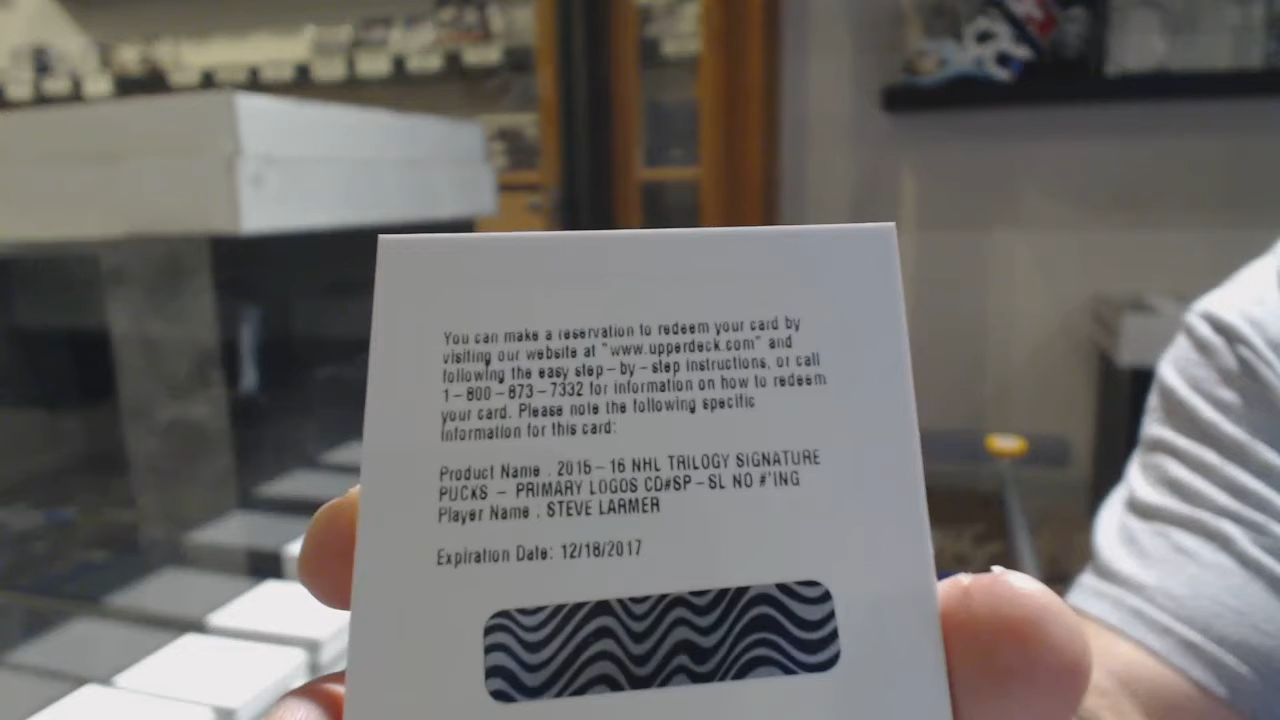 You can make a reservation to redeem your card by
visiting our website at "www.upperdeck.com" and
following the easy step-by-step instructions, or call
1-800-873-7332 for information on how to redeem
your card. Please note the following specific
information for this card:
Product Name . 2015-16 NHL TRILOGY SIGNATURE
PUCKS - PRIMARY LOGOS CD#SP-SL NO #'ING
Player Name . STEVE LARMER
Expiration Date: 12/18/2017